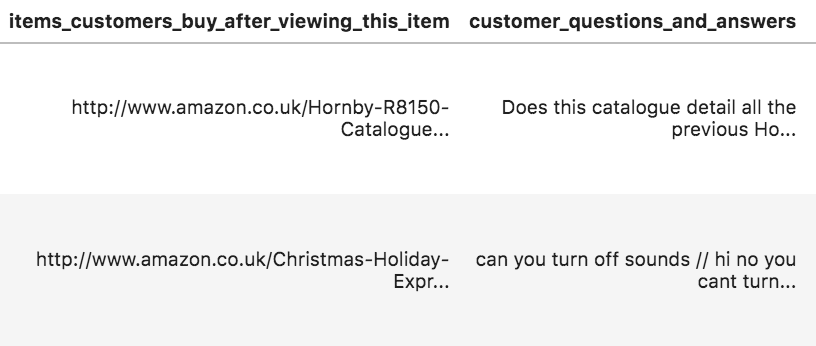 items_customers_buy_after_viewing_this_item customer_questions_and_answers
http://www.amazon.co.uk/Hornby-R8150-
Catalogue...
Does this catalogue detail all the
previous Ho...
http://www.amazon.co.uk/Christmas-Holiday-
Expr...
can you turn off sounds // hi no you
cant turn...